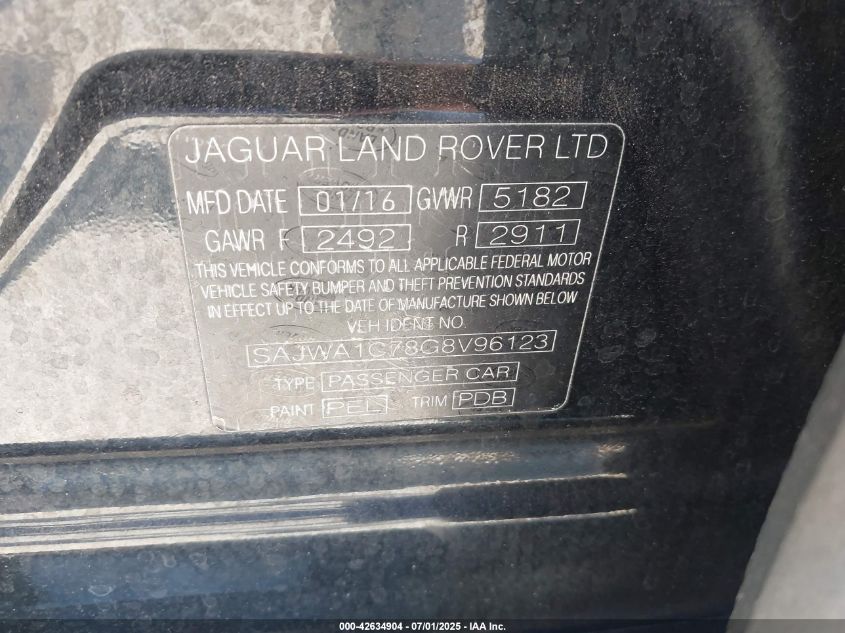 JAGUAR LAND ROVER LTD
MFD DATE 01/16 GVWR 5182
GAWR F 2492 R 2911
THIS VEHICLE CONFORMS TO ALL APPLICABLE FEDERAL MOTOR
VEHICLE SAFETY BUMPER AND THEFT PREVENTION STANDARDS
IN EFFECT UP TO THE DATE OF MANUFACTURE SHOWN BELOW
VEH IDENT NO.
SAJWA1C78G8V96123
TYPE PASSENGER CAR
PAINT PEL TRIM PDB
000-42634904 - 07/01/2025 - IAA Inc.